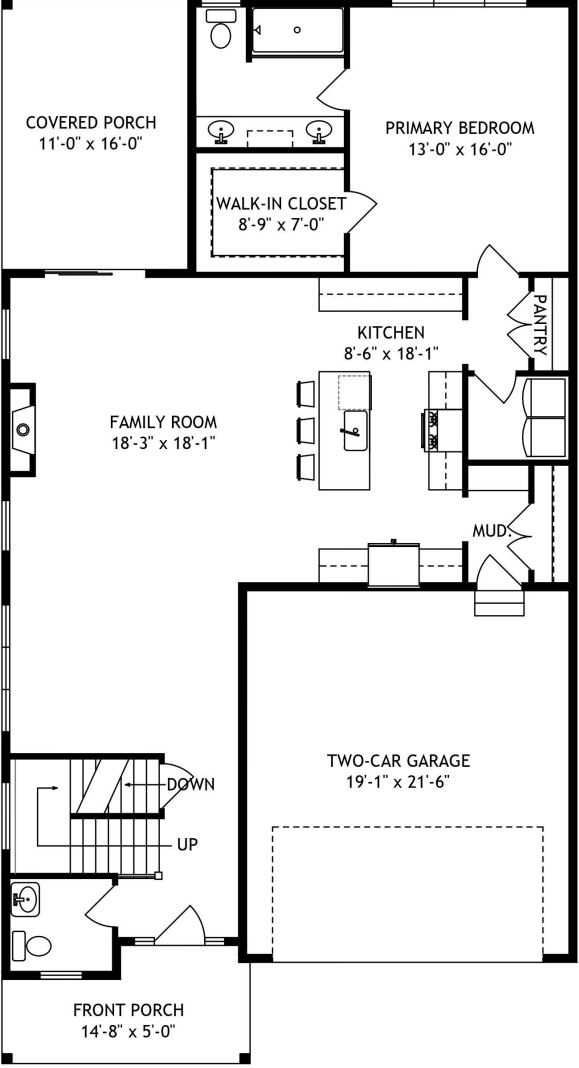 COVERED PORCH
11'-0" x 16'-0"
PRIMARY BEDROOM
13'-0" x 16'-0"
WALK-IN CLOSET
8'-9" x 7'-0"
PANTRY
KITCHEN
8'-6" x 18'-1"
FAMILY ROOM
18'-3" x 18'-1"
MUD.
TWO-CAR GARAGE
19'-1" x 21'-6"
DOWN
UP
FRONT PORCH
14'-8" x 5'-0"